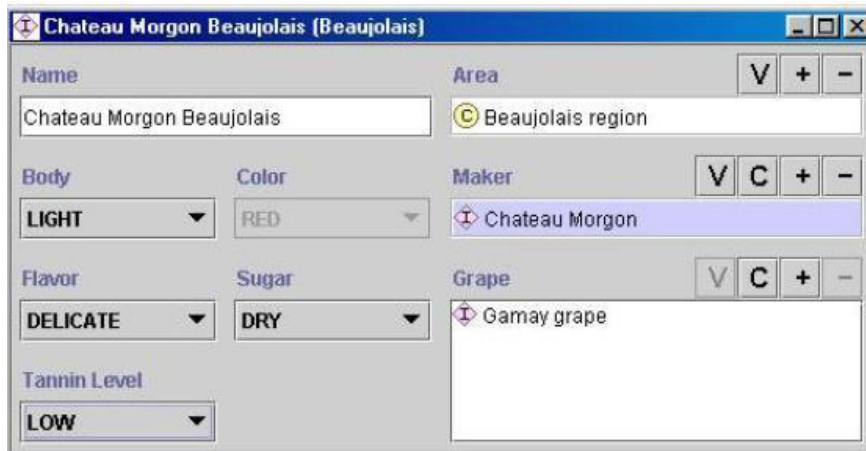 Chateau Morgon Beaujolais (Beaujolais)
Name
Chateau Morgon Beaujolais
Area V + −
C Beaujolais region
Body Color
LIGHT RED
Maker V C + −
I Chateau Morgon
Flavor Sugar
DELICATE DRY
Grape V C + −
I Gamay grape
Tannin Level
LOW